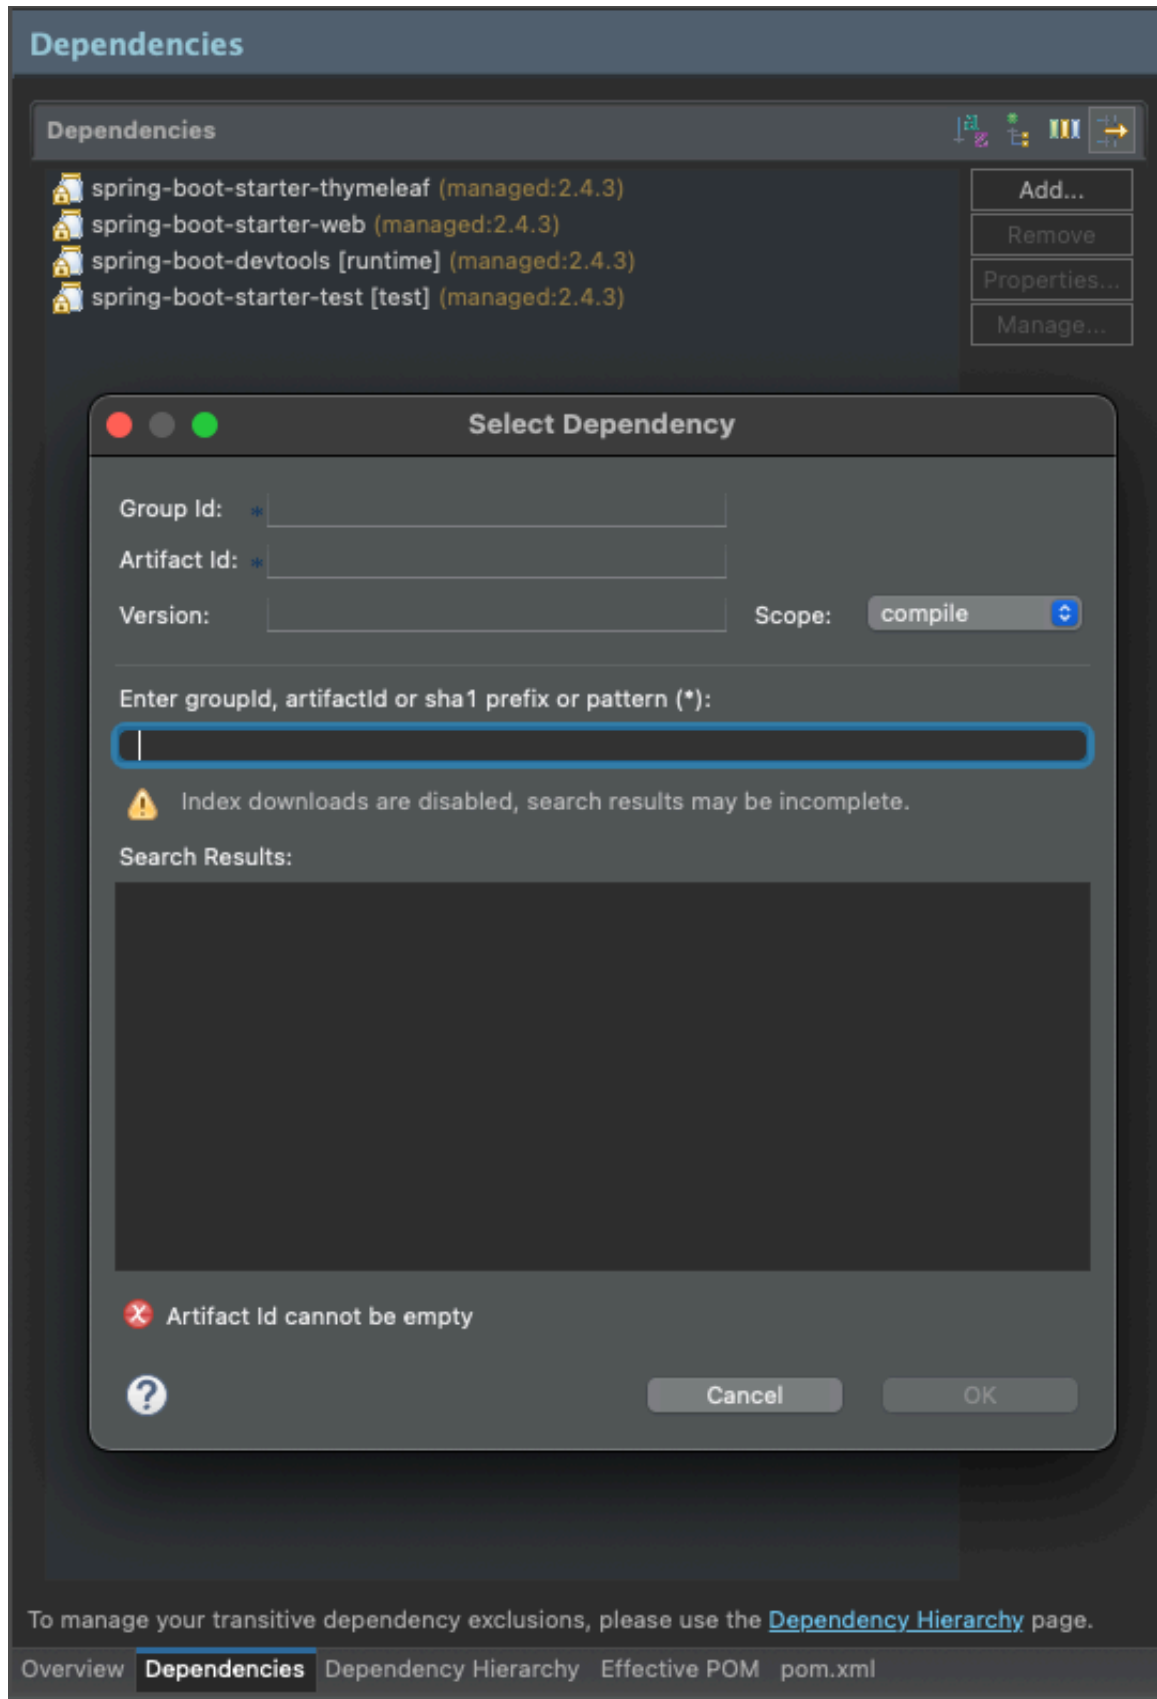 Dependencies
Dependencies
spring-boot-starter-thymeleaf (managed:2.4.3)
spring-boot-starter-web (managed:2.4.3)
spring-boot-devtools [runtime] (managed:2.4.3)
spring-boot-starter-test [test] (managed:2.4.3)
Add...
Remove
Properties...
Manage...
Select Dependency
Group Id: *
Artifact Id: *
Version:
Scope: compile
Enter groupId, artifactId or sha1 prefix or pattern (*):
Index downloads are disabled, search results may be incomplete.
Search Results:
Artifact Id cannot be empty
Cancel OK
To manage your transitive dependency exclusions, please use the Dependency Hierarchy page.
Overview Dependencies Dependency Hierarchy Effective POM pom.xml